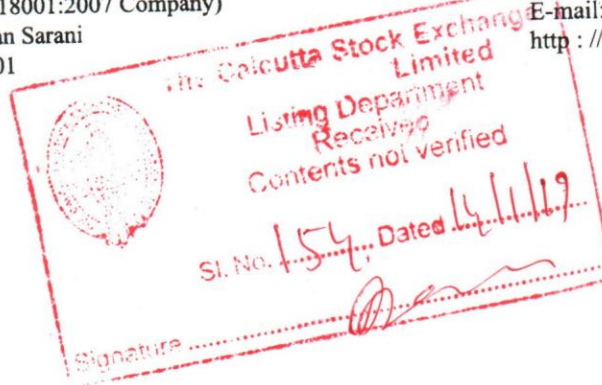 18001:2007 Company)
an Sarani
01
E-mail:
http : //
The Calcutta Stock Exchange
Limited
Listing Department
Received
Contents not verified
Sl. No. 154, Dated 14/1/19
Signature